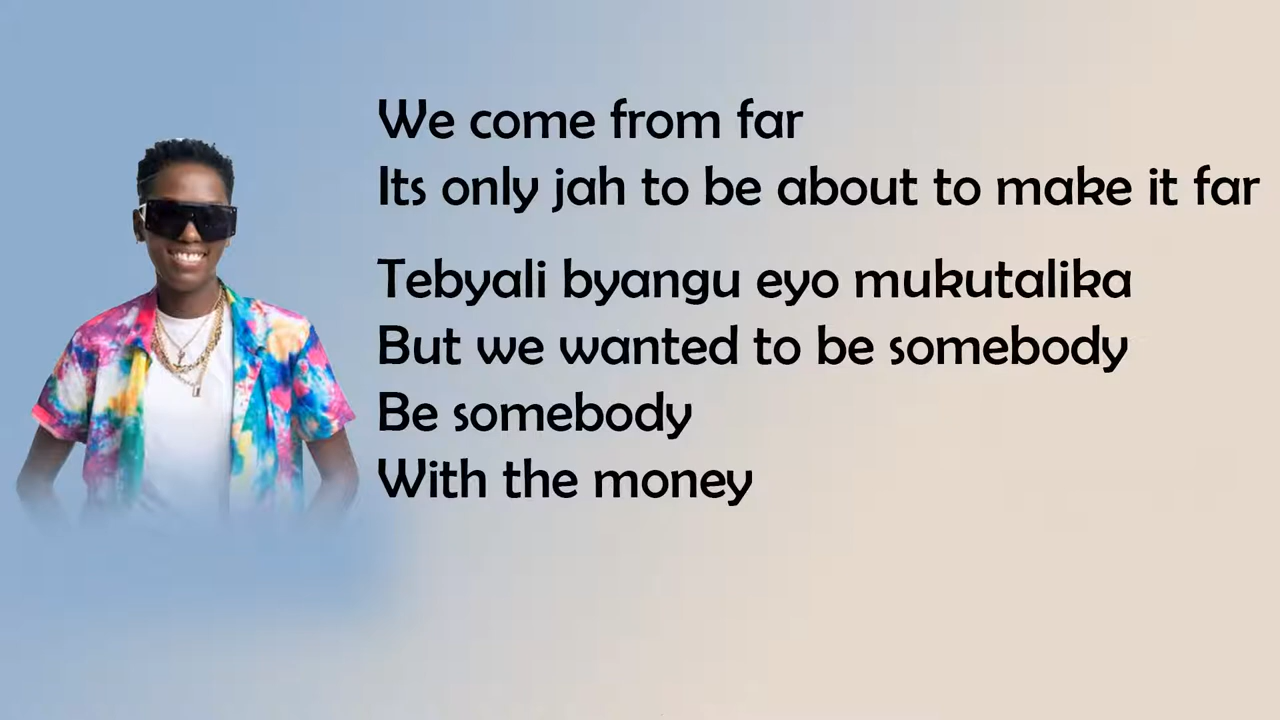 We come from far
Its only jah to be about to make it far
Tebyali byangu eyo mukutalika
But we wanted to be somebody
Be somebody
With the money